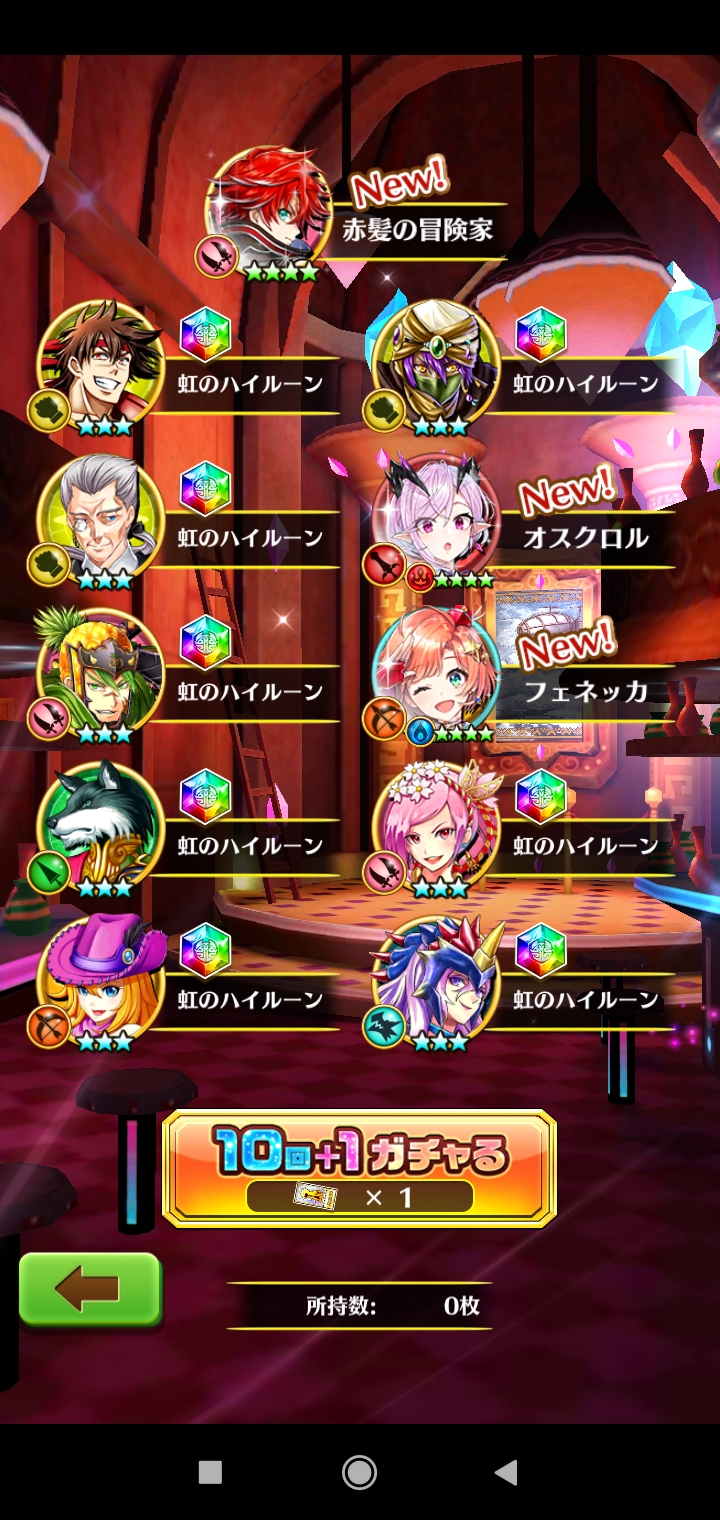 New!
赤髪の冒険家
虹のハイルーン
虹のハイルーン
虹のハイルーン
New!
オスクロル
虹のハイルーン
New!
フェネッカ
虹のハイルーン
虹のハイルーン
虹のハイルーン
虹のハイルーン
10回+1ガチャる
× 1
所持数: 0枚